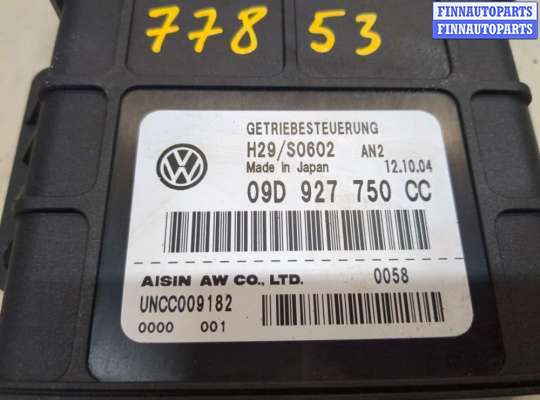 FINNAUTOPARTS
FINNAUTOPARTS
778 53
GETRIEBESTEUERUNG
H29/S0602 AN2
Made in Japan 12.10.04
09D 927 750 CC
AISIN AW CO., LTD. 0058
UNCC009182
0000 001